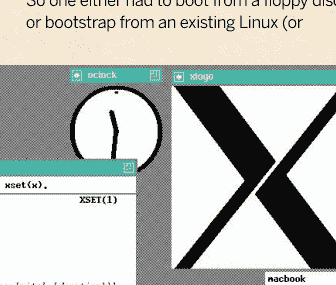 So one either had to boot from a floppy disc
or bootstrap from an existing Linux (or
oclock
xlogo
xset(x).
XSET(1)
macbook